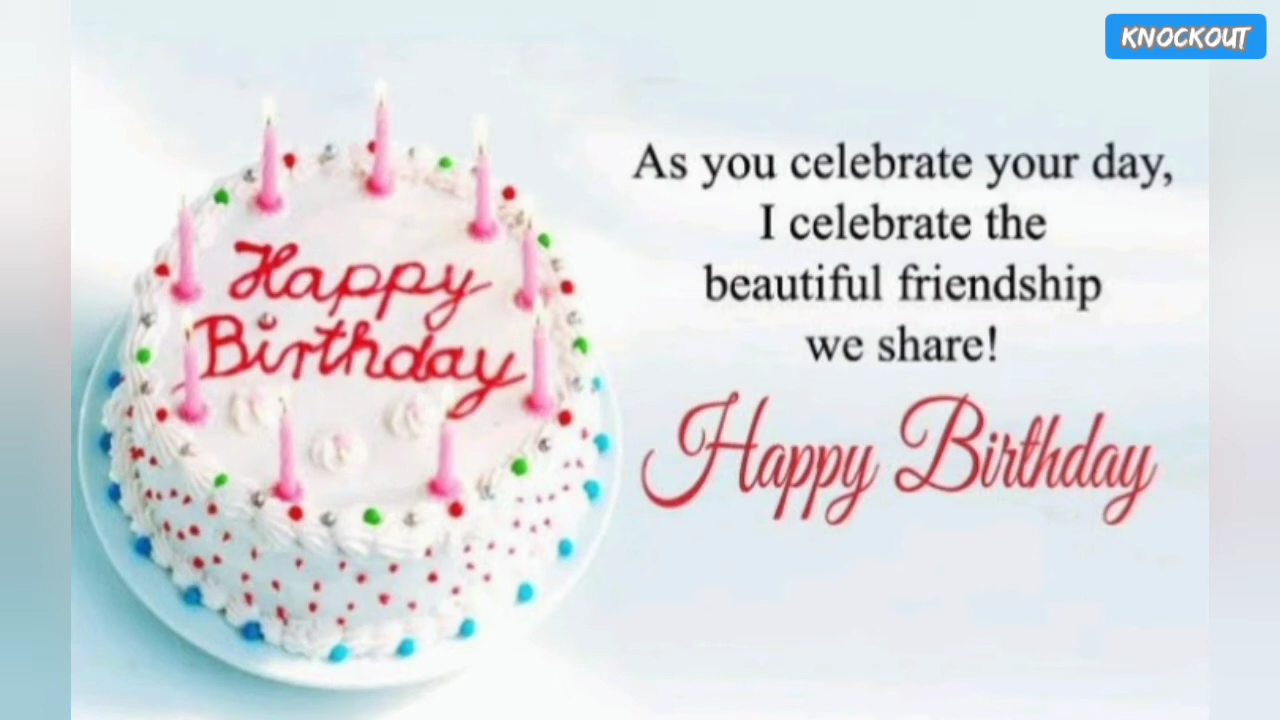 KNOCKOUT
Happy
Birthday
As you celebrate your day,
I celebrate the
beautiful friendship
we share!
Happy Birthday